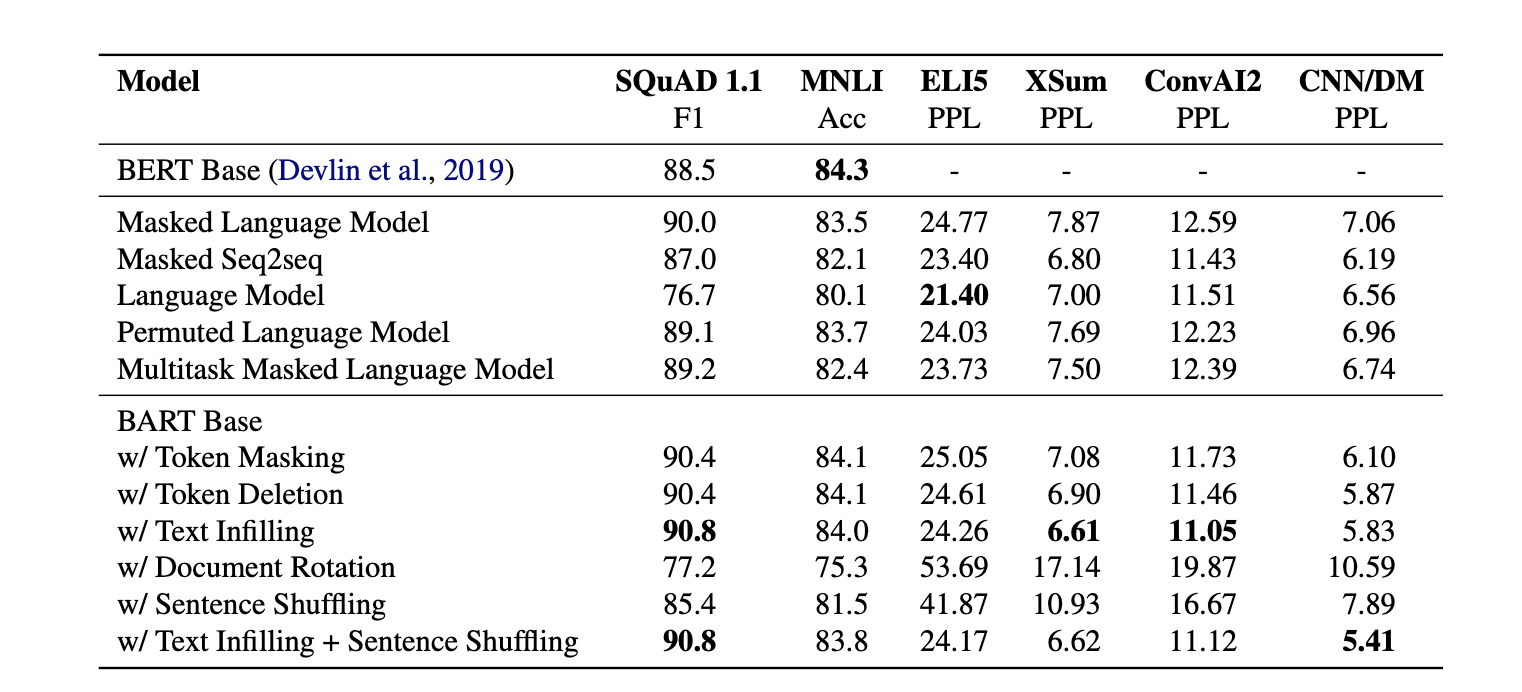 Model SQuAD 1.1 MNLI ELI5 XSum ConvAI2 CNN/DM
F1 Acc PPL PPL PPL PPL
BERT Base (Devlin et al., 2019) 88.5 84.3 - - - -
Masked Language Model 90.0 83.5 24.77 7.87 12.59 7.06
Masked Seq2seq 87.0 82.1 23.40 6.80 11.43 6.19
Language Model 76.7 80.1 21.40 7.00 11.51 6.56
Permuted Language Model 89.1 83.7 24.03 7.69 12.23 6.96
Multitask Masked Language Model 89.2 82.4 23.73 7.50 12.39 6.74
BART Base
w/ Token Masking 90.4 84.1 25.05 7.08 11.73 6.10
w/ Token Deletion 90.4 84.1 24.61 6.90 11.46 5.87
w/ Text Infilling 90.8 84.0 24.26 6.61 11.05 5.83
w/ Document Rotation 77.2 75.3 53.69 17.14 19.87 10.59
w/ Sentence Shuffling 85.4 81.5 41.87 10.93 16.67 7.89
w/ Text Infilling + Sentence Shuffling 90.8 83.8 24.17 6.62 11.12 5.41